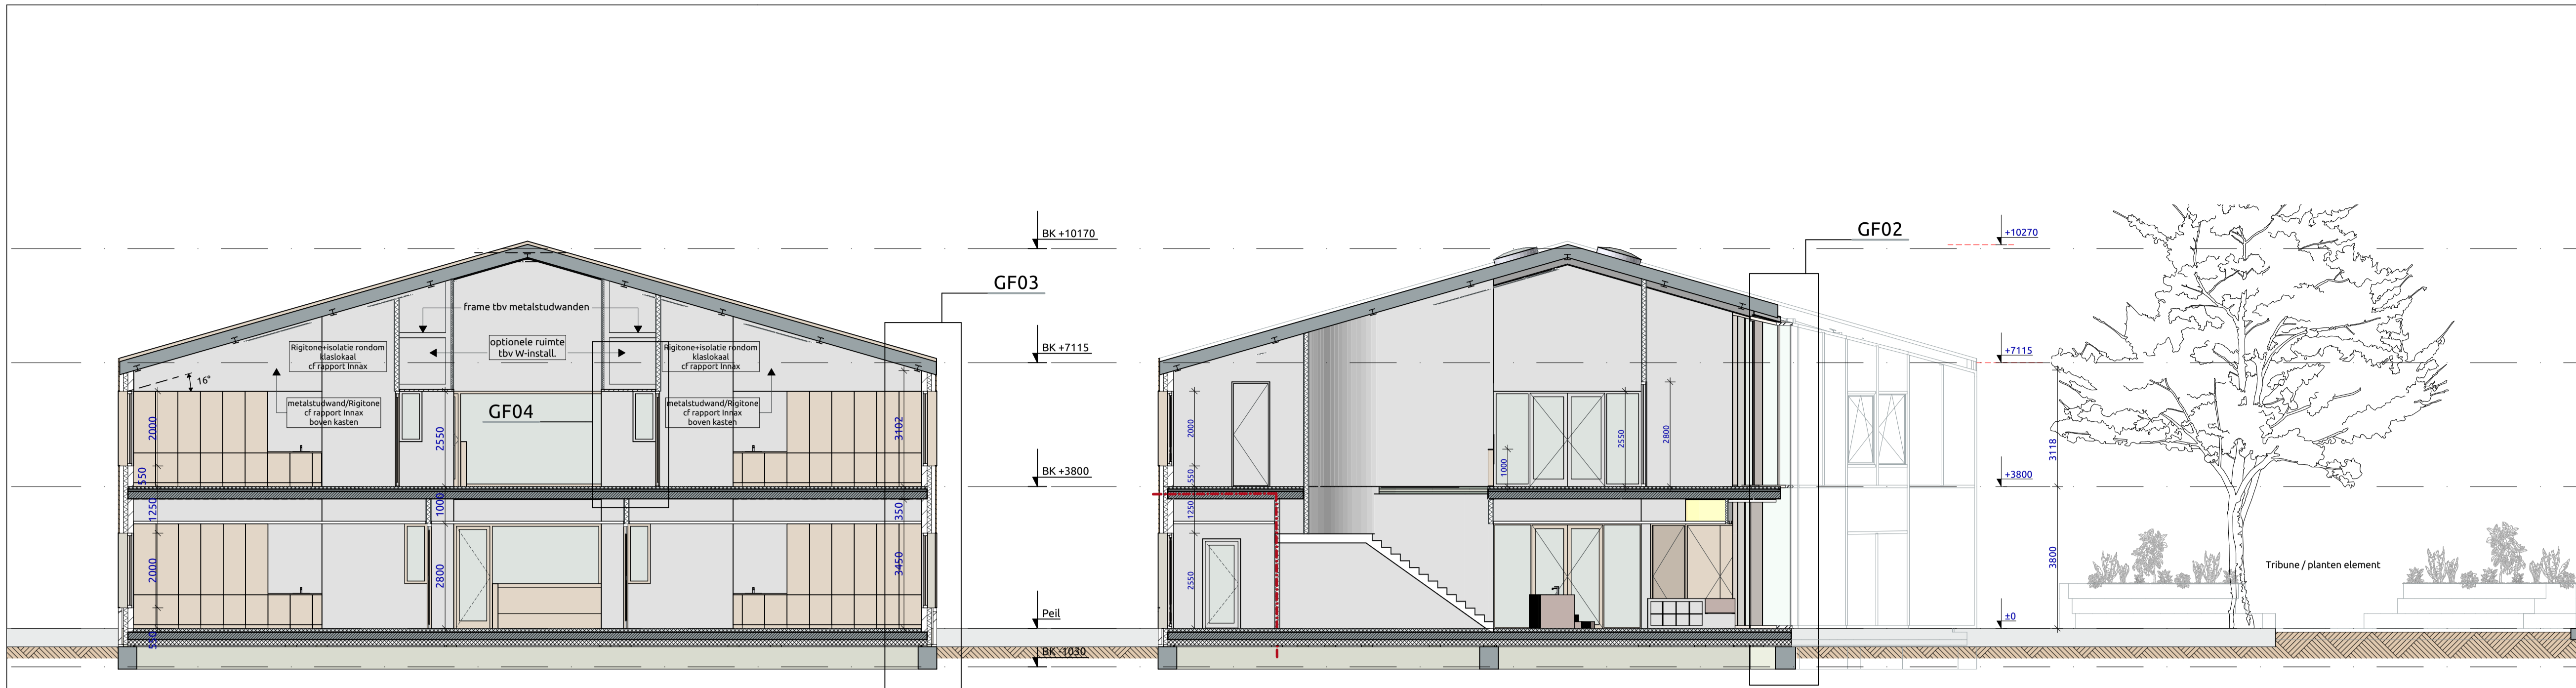 BK +10170
GF03
frame tbv metalstudwanden
optionele ruimte
tbv W-install.
Rigitone+isolatie rondom
klaslokaal
cf rapport Innax
Rigitone+isolatie rondom
klaslokaal
cf rapport Innax
BK +7115
16°
metalstudwand/Rigitone
cf rapport Innax
boven kasten
GF04
metalstudwand/Rigitone
cf rapport Innax
boven kasten
2000
2550
3102
550
BK +3800
1250
1000
350
2000
2800
3450
550
Peil
BK -1030
GF02
+10270
+7115
2000
550
1000
2550
2800
3118
+3800
1250
2550
3800
Tribune / planten element
±0